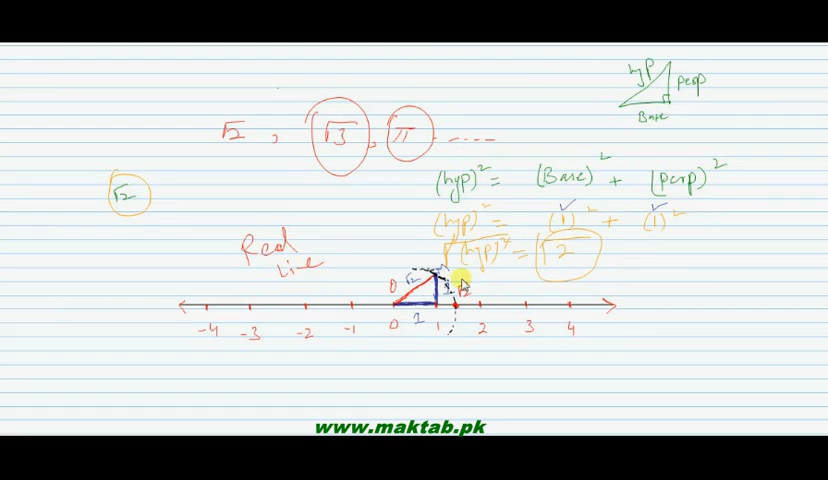 hyp
perp
Base
√2 , √3 , π .....
√2
(hyp)² = (Base)² + (perp)²
(hyp)² = (1)² + (1)²
√(hyp)² = √2
Real
Line
0 √2 1 √2
-4 -3 -2 -1 0 1 1 2 3 4
www.maktab.pk